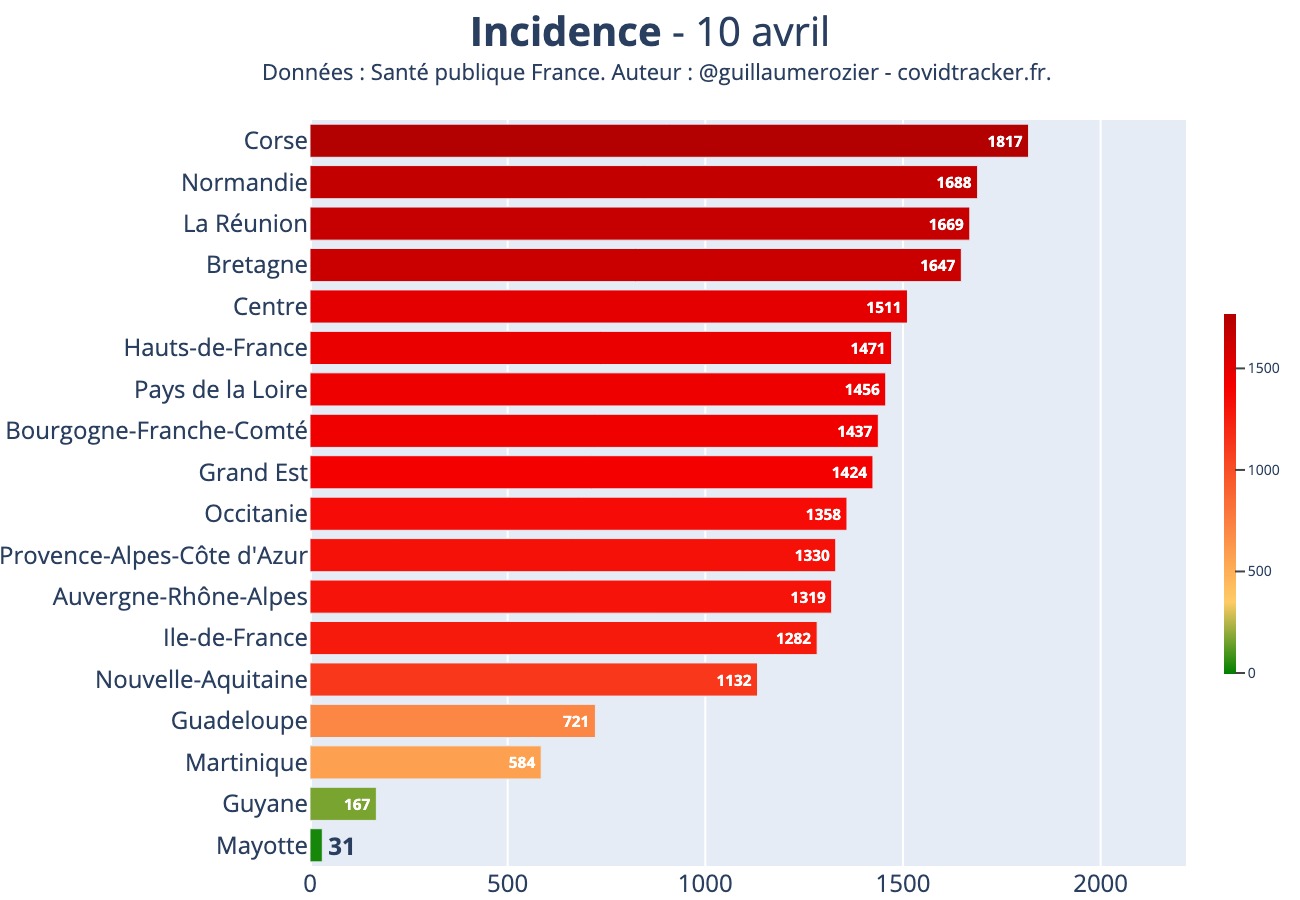 Incidence - 10 avril
Données : Santé publique France. Auteur : @guillaumerozier - covidtracker.fr.
Corse 1817
Normandie 1688
La Réunion 1669
Bretagne 1647
Centre 1511
Hauts-de-France 1471
Pays de la Loire 1456
Bourgogne-Franche-Comté 1437
Grand Est 1424
Occitanie 1358
Provence-Alpes-Côte d'Azur 1330
Auvergne-Rhône-Alpes 1319
Ile-de-France 1282
Nouvelle-Aquitaine 1132
Guadeloupe 721
Martinique 584
Guyane 167
Mayotte 31
0 500 1000 1500 2000
1500
1000
500
0